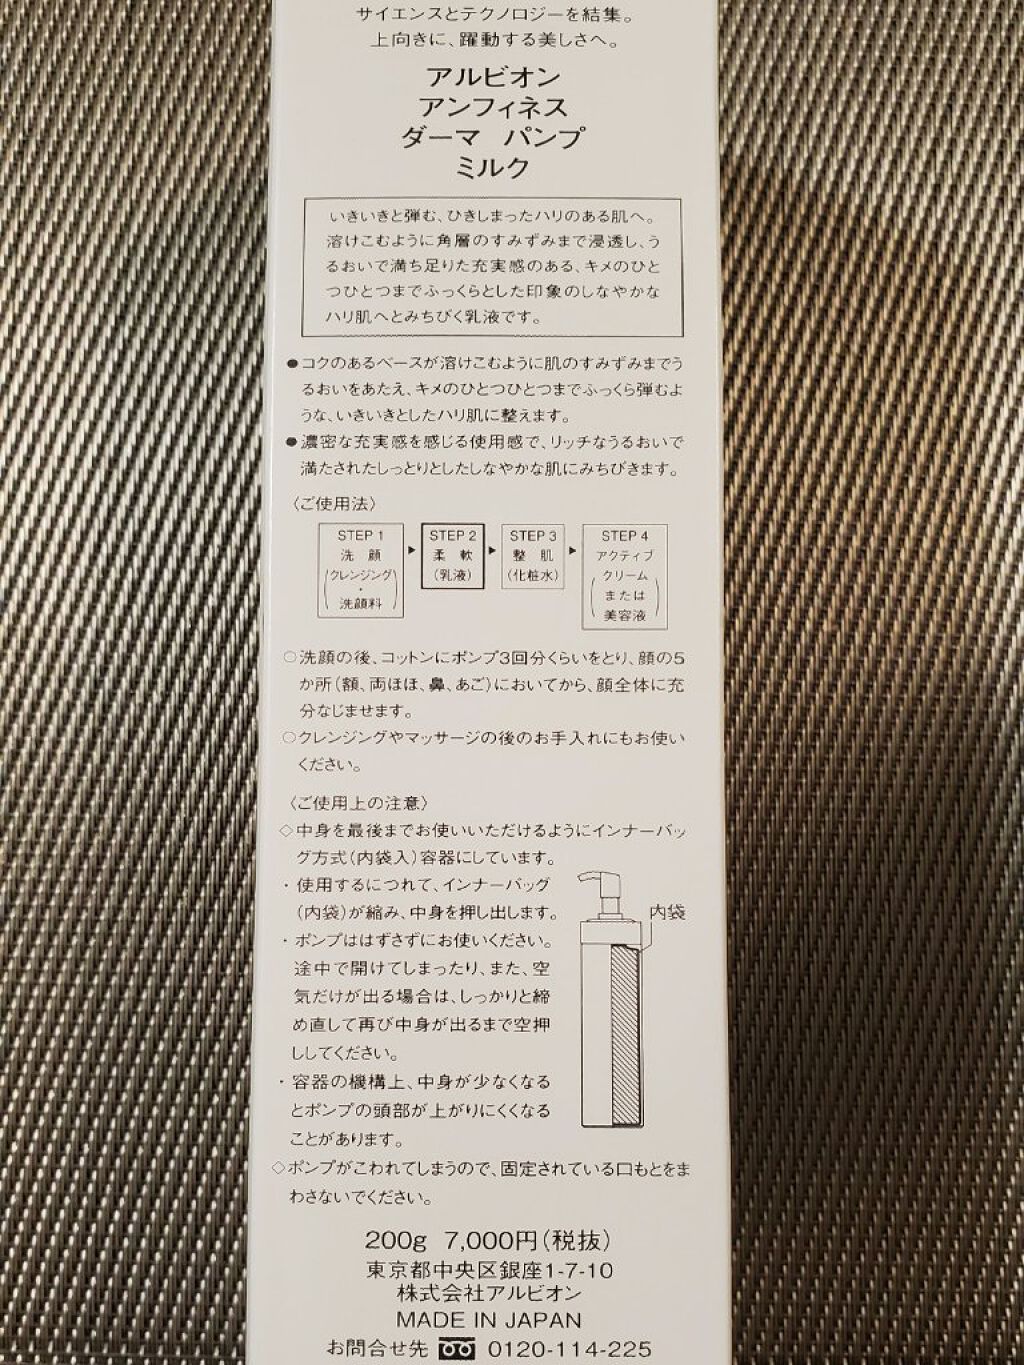 サイエンスとテクノロジーを結集。
上向きに、躍動する美しさへ。
アルビオン
アンフィネス
ダーマ パンプ
ミルク
いきいきと弾む、ひきしまったハリのある肌へ。
溶けこむように角層のすみずみまで浸透し、う
るおいで満ち足りた充実感のある、キメのひと
つひとつまでふっくらとした印象のしなやかな
ハリ肌へとみちびく乳液です。
●コクのあるベースが溶けこむように肌のすみずみまでう
るおいをあたえ、キメのひとつひとつまでふっくら弾むよ
うな、いきいきとしたハリ肌に整えます。
●濃密な充実感を感じる使用感で、リッチなうるおいで
満たされたしっとりとしたしなやかな肌にみちびきます。
〈ご使用法〉
STEP 1 ▶ STEP 2 ▶ STEP 3 ▶ STEP 4
洗顔 柔軟 整肌 アクティブ
(クレンジング (乳液) (化粧水) クリーム
・ または
洗顔料) 美容液
○洗顔の後、コットンにポンプ3回分くらいをとり、顔の5
か所(額、両ほほ、鼻、あご)においてから、顔全体に充
分なじませます。
○クレンジングやマッサージの後のお手入れにもお使い
ください。
〈ご使用上の注意〉
◇中身を最後までお使いいただけるようにインナーバッ
グ方式(内袋入)容器にしています。
・使用するにつれて、インナーバッグ
(内袋)が縮み、中身を押し出します。
内袋
・ポンプははずさずにお使いください。
途中で開けてしまったり、また、空
気だけが出る場合は、しっかりと締
め直して再び中身が出るまで空押
ししてください。
・容器の機構上、中身が少なくなる
とポンプの頭部が上がりにくくなる
ことがあります。
◇ポンプがこわれてしまうので、固定されている口もとをま
わさないでください。
200g 7,000円(税抜)
東京都中央区銀座1-7-10
株式会社アルビオン
MADE IN JAPAN
お問合せ先 0120-114-225